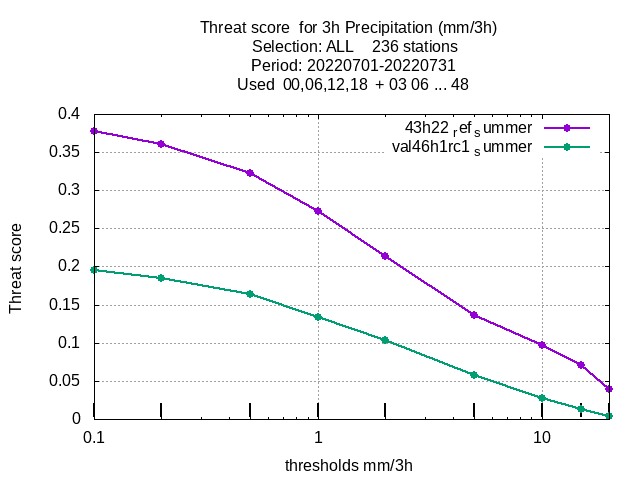 Threat score for 3h Precipitation (mm/3h)
Selection: ALL 236 stations
Period: 20220701-20220731
Used 00,06,12,18 + 03 06 ... 48
43h22 ref summer
val46h1rc1 summer
0.4
0.35
0.3
0.25
0.2
0.15
0.1
0.05
0
Threat score
0.1 1 10
thresholds mm/3h